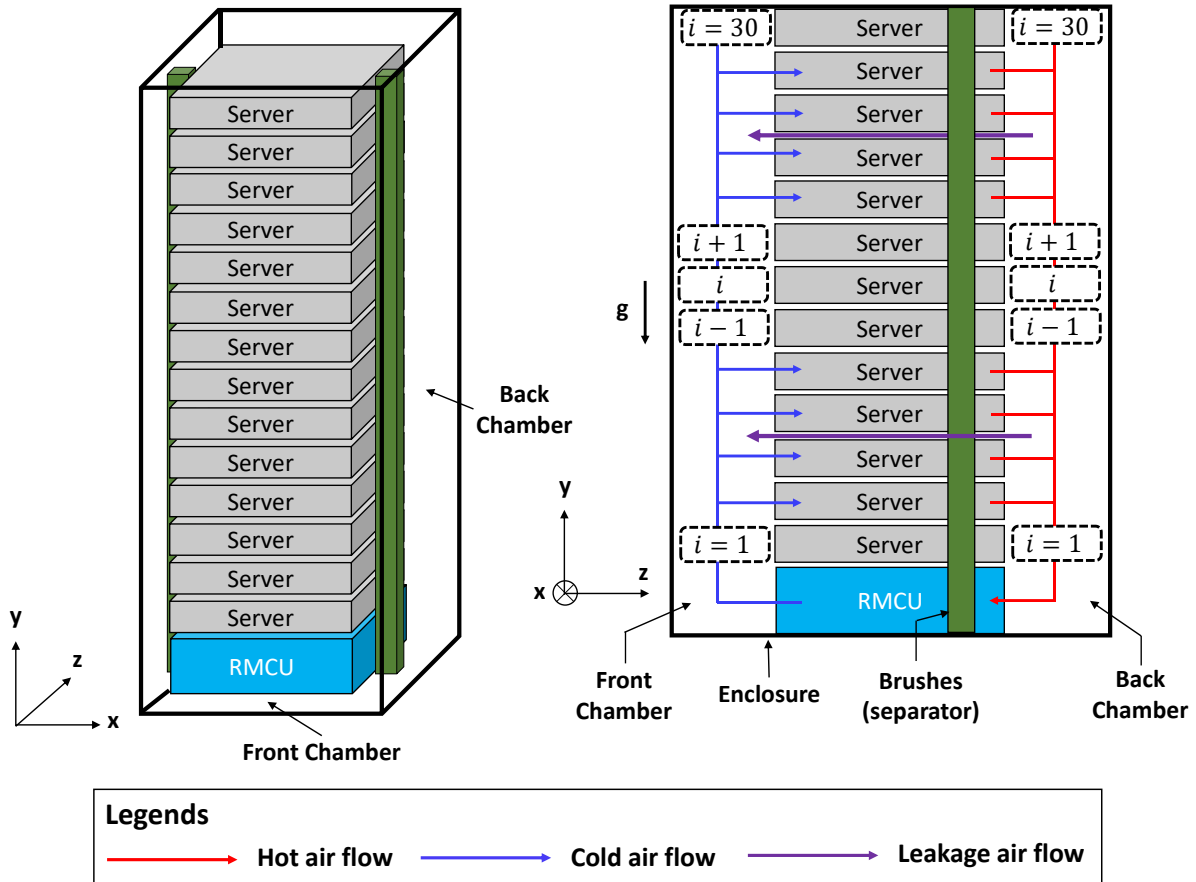 Server
Server
Server
Server
Server
Server
Server
Server
Server
Server
Server
Server
Server
Server
RMCU
Back
Chamber
Front Chamber
y
z
x
i = 30 Server i = 30
Server
Server
Server
Server
i + 1 Server i + 1
i Server i
g
i − 1 Server i − 1
Server
Server
Server
Server
i = 1 Server i = 1
RMCU
y
x z
Front
Chamber
Enclosure
Brushes
(separator)
Back
Chamber
Legends
Hot air flow Cold air flow Leakage air flow